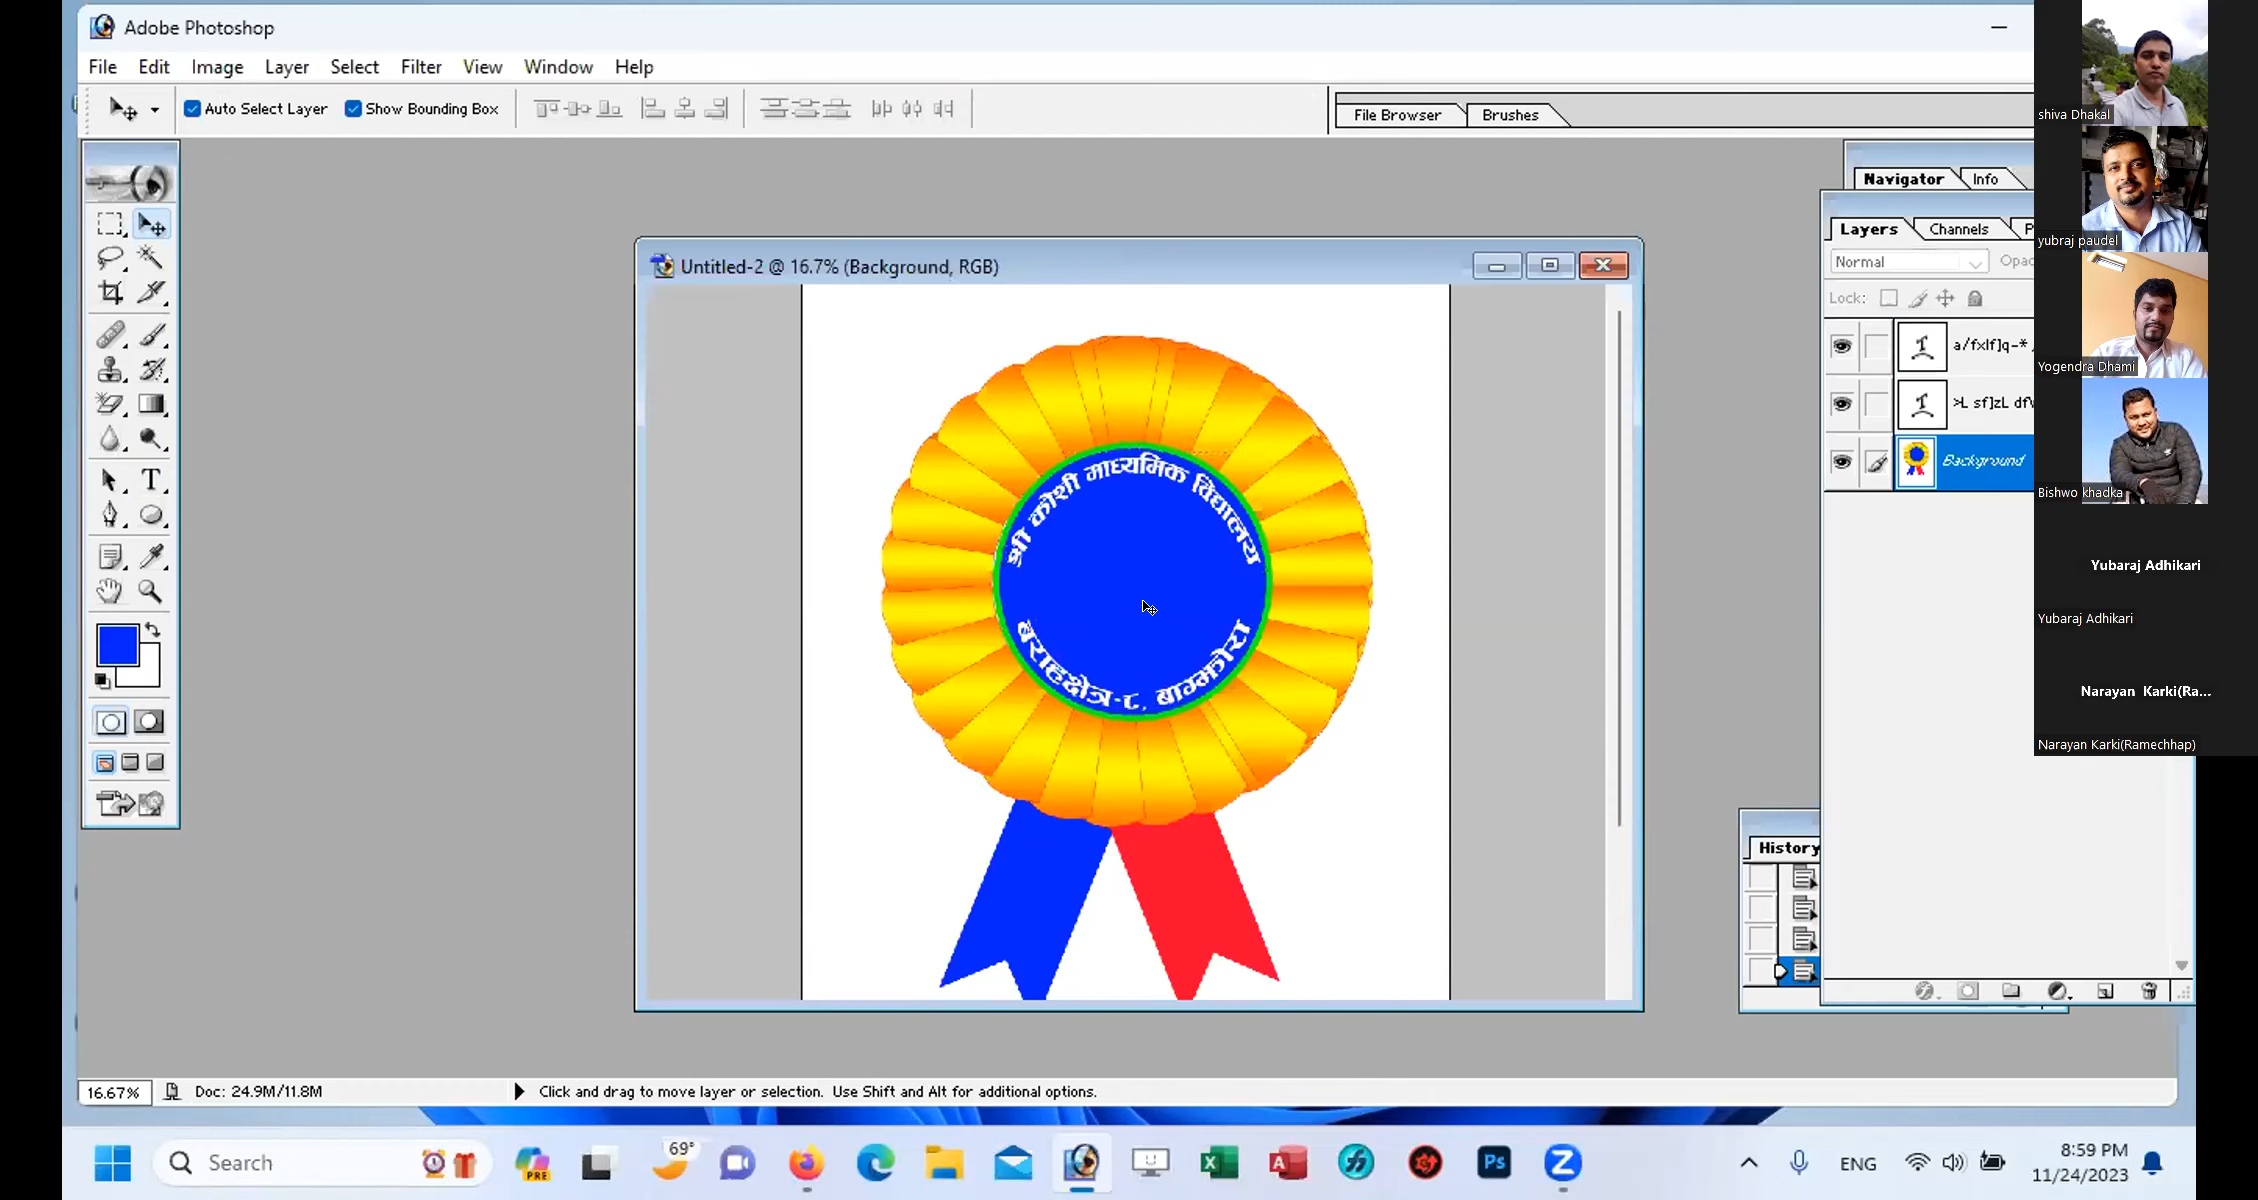 Adobe Photoshop
File Edit Image Layer Select Filter View Window Help
Auto Select Layer Show Bounding Box
File Browser Brushes
Navigator Info
Layers Channels P
Normal Opac
Lock:
a/fxIf]q-*
>L sf]zL df
Background
Untitled-2 @ 16.7% (Background, RGB)
श्री कोशी माध्यमिक विद्यालय
बराहक्षेत्र-८, बाग्झोरा
History
16.67% Doc: 24.9M/11.8M Click and drag to move layer or selection. Use Shift and Alt for additional options.
shiva Dhakal
yubraj paudel
Yogendra Dhami
Bishwo khadka
Yubaraj Adhikari
Yubaraj Adhikari
Narayan Karki(Ra...
Narayan Karki(Ramechhap)
Search
PRE
69°
Ps
ENG
8:59 PM
11/24/2023